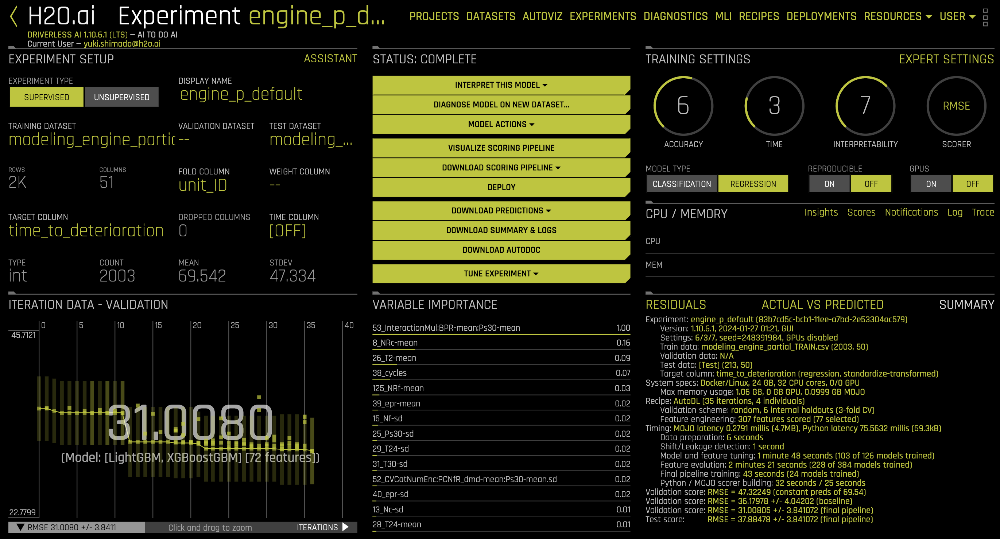 H2O.ai Experiment engine_p_d...
PROJECTS DATASETS AUTOVIZ EXPERIMENTS DIAGNOSTICS MLI RECIPES DEPLOYMENTS RESOURCES USER
DRIVERLESS AI 1.10.6.1 (LTS) – AI TO DO AI
Current User – yuki.shimada@h2o.ai
EXPERIMENT SETUP
ASSISTANT
EXPERIMENT TYPE
SUPERVISED UNSUPERVISED
DISPLAY NAME
engine_p_default
TRAINING DATASET
modeling_engine_partic
VALIDATION DATASET
--
TEST DATASET
modeling_...
ROWS
2K
COLUMNS
51
FOLD COLUMN
unit_ID
WEIGHT COLUMN
--
TARGET COLUMN
time_to_deterioration
DROPPED COLUMNS
0
TIME COLUMN
[OFF]
TYPE
int
COUNT
2003
MEAN
69.542
STDEV
47.334
STATUS: COMPLETE
INTERPRET THIS MODEL
DIAGNOSE MODEL ON NEW DATASET...
MODEL ACTIONS
VISUALIZE SCORING PIPELINE
DOWNLOAD SCORING PIPELINE
DEPLOY
DOWNLOAD PREDICTIONS
DOWNLOAD SUMMARY & LOGS
DOWNLOAD AUTODOC
TUNE EXPERIMENT
TRAINING SETTINGS
EXPERT SETTINGS
6 3 7 RMSE
ACCURACY TIME INTERPRETABILITY SCORER
MODEL TYPE
CLASSIFICATION REGRESSION
REPRODUCIBLE
ON OFF
GPUS
ON OFF
CPU / MEMORY
Insights Scores Notifications Log Trace
CPU
MEM
ITERATION DATA - VALIDATION
0 5 10 15 20 25 30 35 40
45.7121
31.0080
(Model: [LightGBM, XGBoostGBM] [72 features])
22.7799
RMSE 31.0080 +/- 3.8411
Click and drag to zoom
ITERATIONS
VARIABLE IMPORTANCE
53_InteractionMul:BPR-mean:Ps30-mean 1.00
8_NRc-mean 0.16
26_T2-mean 0.09
38_cycles 0.07
125_NRf-mean 0.03
39_epr-mean 0.02
15_Nf-sd 0.02
25_Ps30-sd 0.02
29_T24-sd 0.02
31_T30-sd 0.02
52_CVCatNumEnc:PCNfR_dmd-mean:Ps30-mean.sd 0.02
40_epr-sd 0.02
13_Nc-sd 0.01
28_T24-mean 0.01
RESIDUALS ACTUAL VS PREDICTED SUMMARY
Experiment: engine_p_default (83b7cd5c-bcb1-11ee-a7bd-2e53304ac579)
Version: 1.10.6.1, 2024-01-27 01:21, GUI
Settings: 6/3/7, seed=248391984, GPUs disabled
Train data: modeling_engine_partial_TRAIN.csv (2003, 50)
Validation data: N/A
Test data: [Test] (213, 50)
Target column: time_to_deterioration (regression, standardize-transformed)
System specs: Docker/Linux, 24 GB, 32 CPU cores, 0/0 GPU
Max memory usage: 1.06 GB, 0 GB GPU, 0.0999 GB MOJO
Recipe: AutoDL (35 iterations, 4 individuals)
Validation scheme: random, 6 internal holdouts (3-fold CV)
Feature engineering: 307 features scored (77 selected)
Timing: MOJO latency 0.2791 millis (4.7MB), Python latency 75.5632 millis (69.3kB)
Data preparation: 6 seconds
Shift/Leakage detection: 1 second
Model and feature tuning: 1 minute 48 seconds (103 of 126 models trained)
Feature evolution: 2 minutes 21 seconds (228 of 384 models trained)
Final pipeline training: 43 seconds (24 models trained)
Python / MOJO scorer building: 32 seconds / 25 seconds
Validation score: RMSE = 47.32249 (constant preds of 69.54)
Validation score: RMSE = 36.17978 +/- 4.04202 (baseline)
Validation score: RMSE = 31.00805 +/- 3.841072 (final pipeline)
Test score: RMSE = 37.88478 +/- 3.841072 (final pipeline)